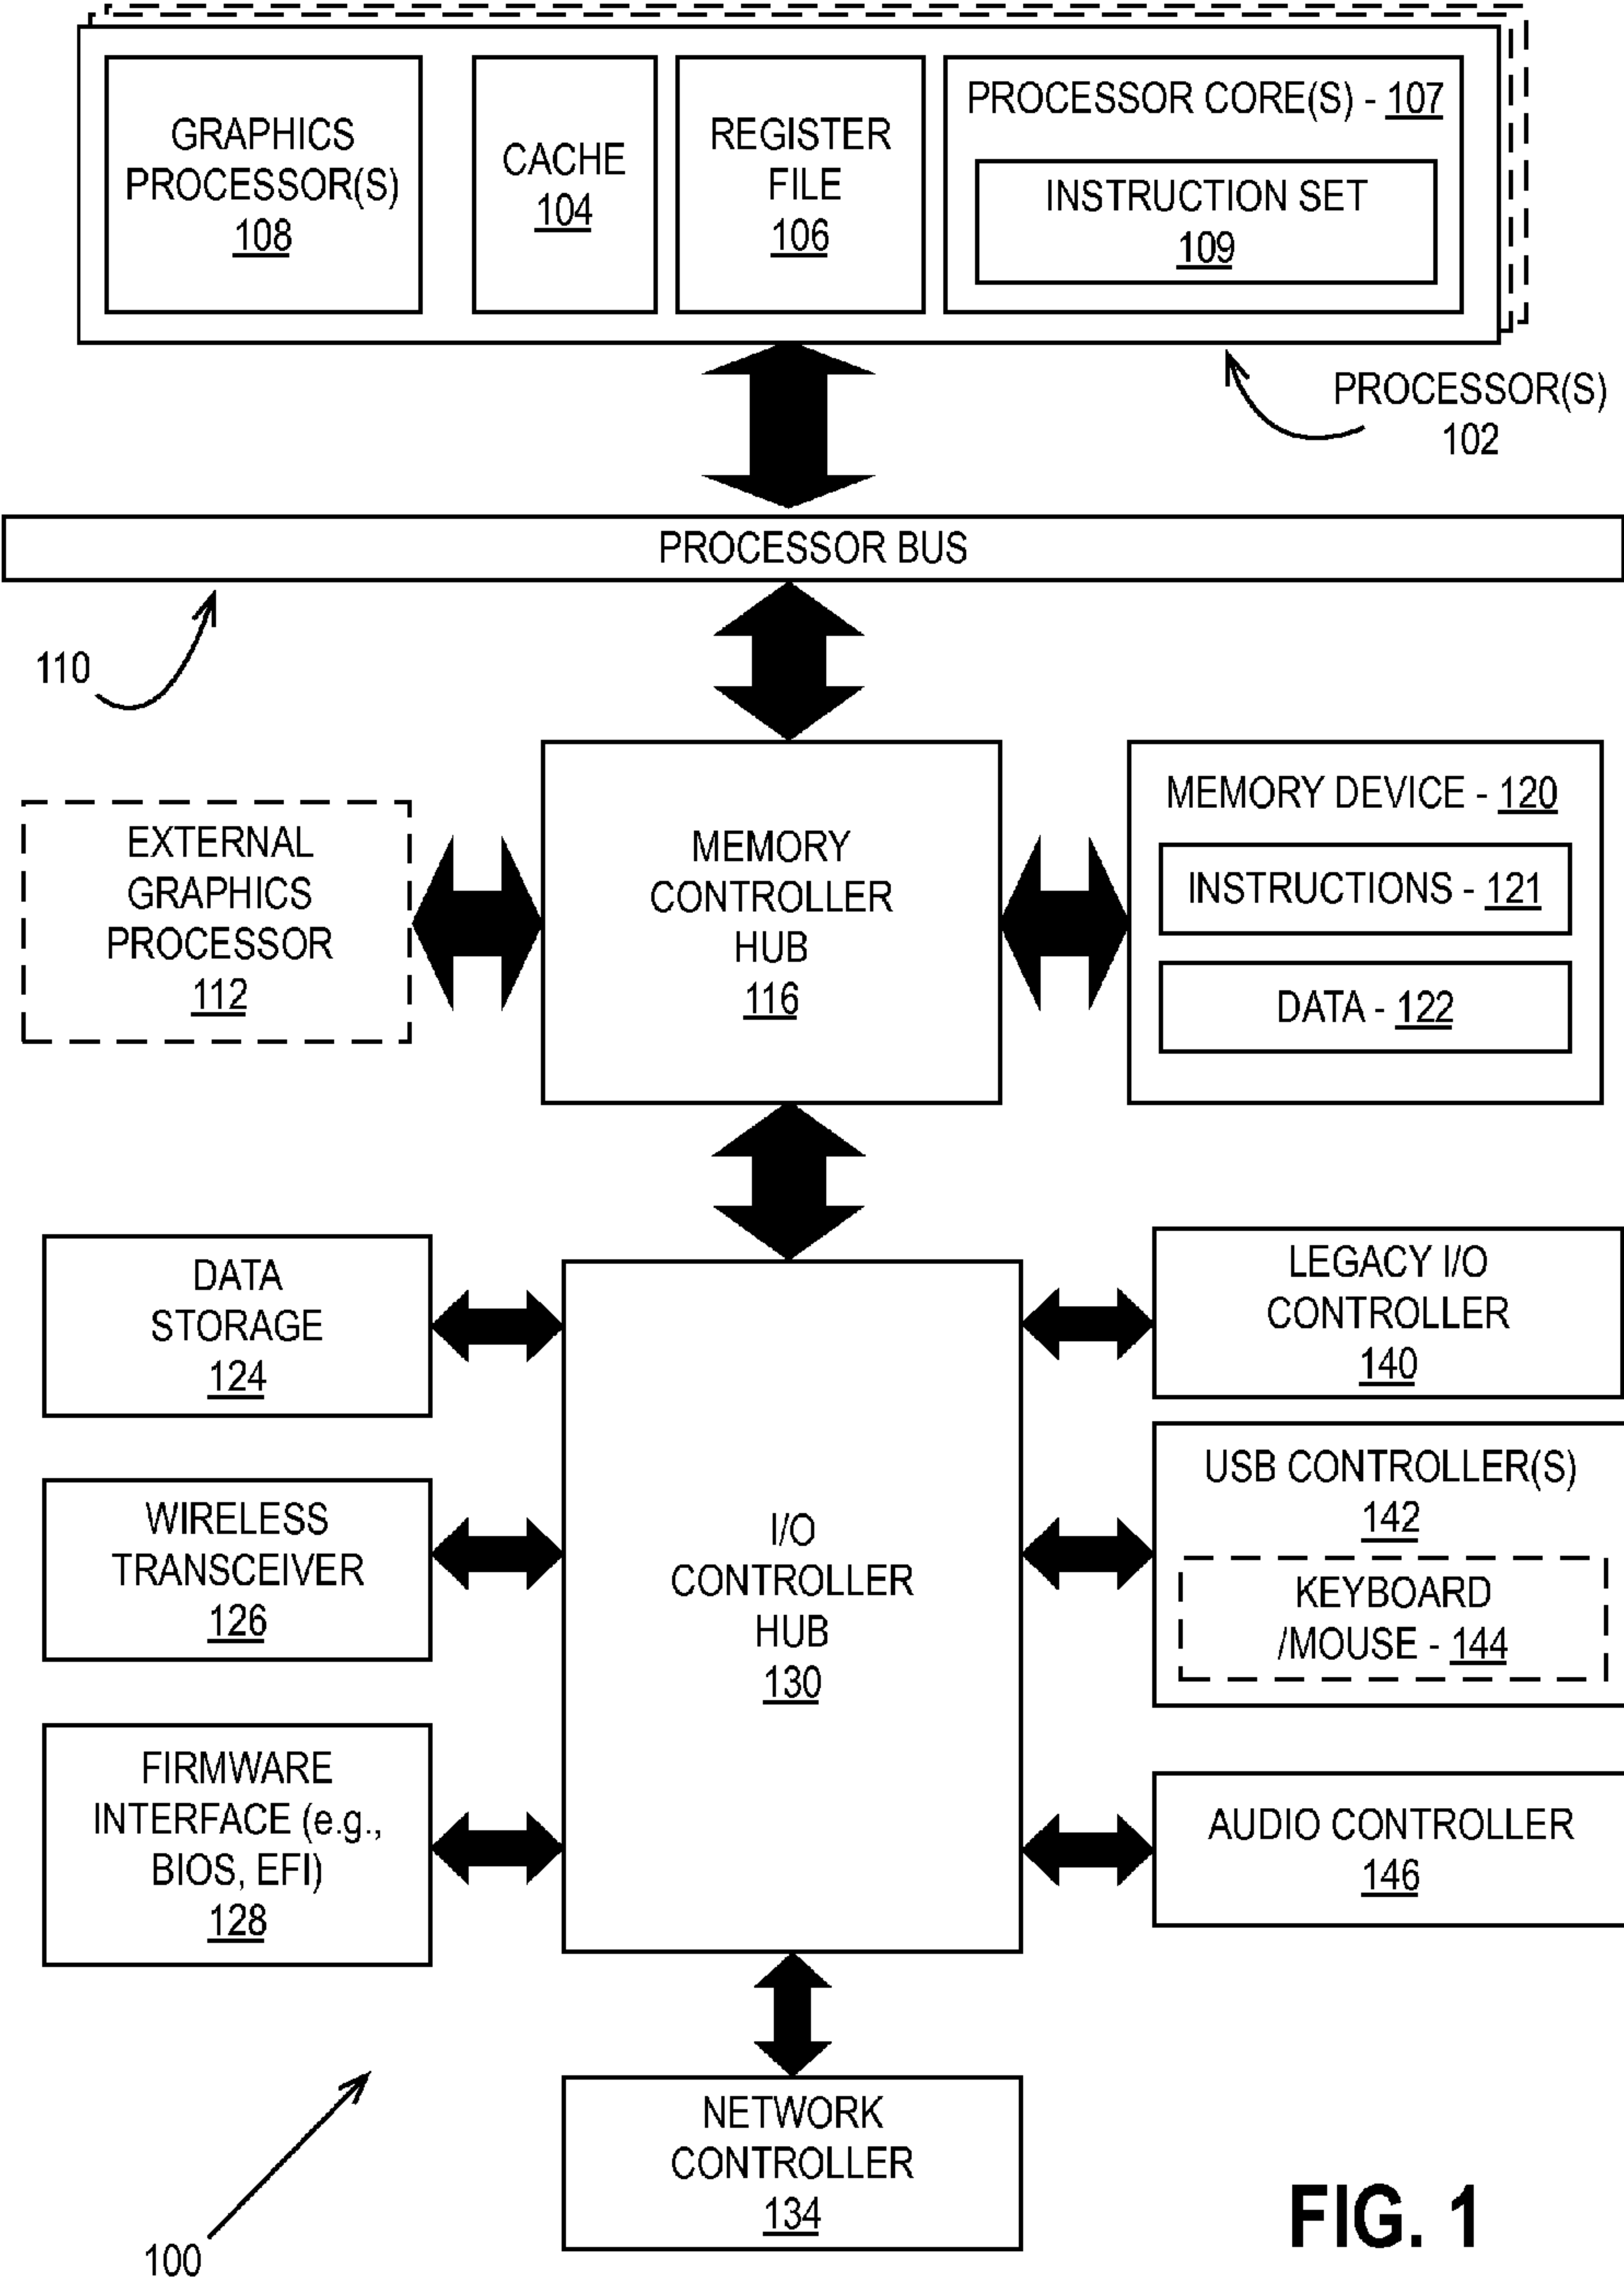 GRAPHICS
PROCESSOR(S)
108
CACHE
104
REGISTER
FILE
106
PROCESSOR CORE(S) - 107
INSTRUCTION SET
109
PROCESSOR(S)
102
PROCESSOR BUS
110
EXTERNAL
GRAPHICS
PROCESSOR
112
MEMORY
CONTROLLER
HUB
116
MEMORY DEVICE - 120
INSTRUCTIONS - 121
DATA - 122
DATA
STORAGE
124
WIRELESS
TRANSCEIVER
126
FIRMWARE
INTERFACE (e.g.,
BIOS, EFI)
128
I/O
CONTROLLER
HUB
130
LEGACY I/O
CONTROLLER
140
USB CONTROLLER(S)
142
KEYBOARD
/MOUSE - 144
AUDIO CONTROLLER
146
NETWORK
CONTROLLER
134
100
FIG. 1